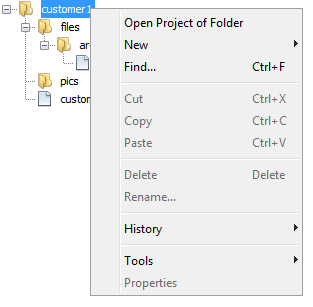 customer 1
files
pics
Open Project of Folder
New
Find... Ctrl+F
Cut Ctrl+X
Copy Ctrl+C
Paste Ctrl+V
Delete Delete
Rename...
History
Tools
Properties